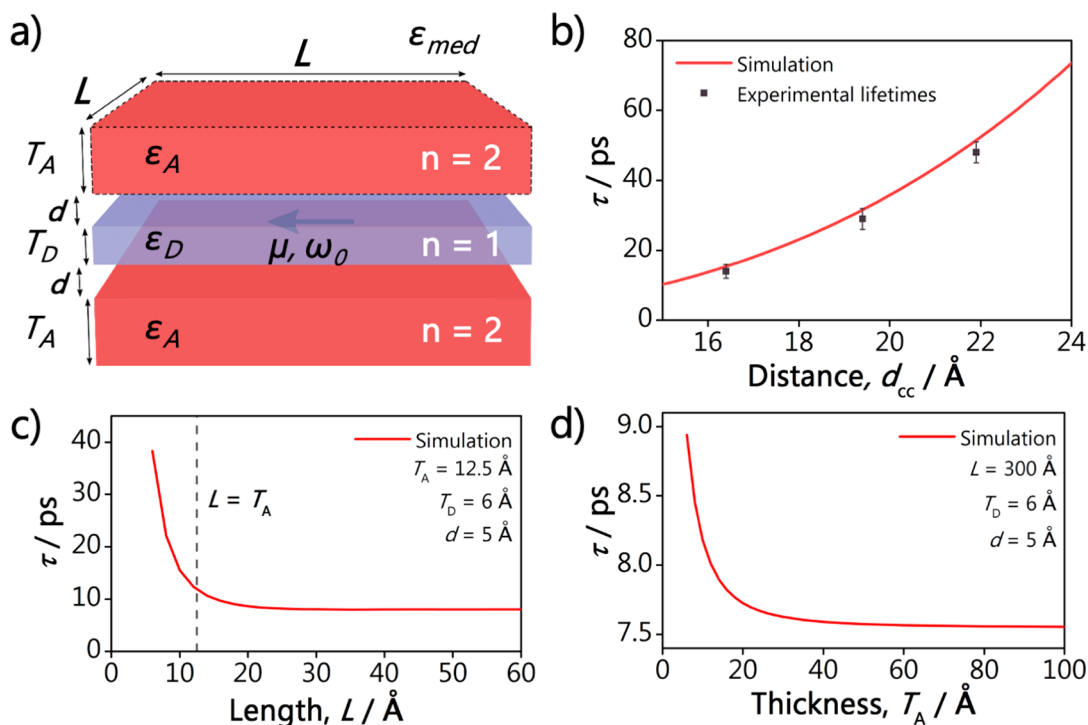 a)
L
ε_med
L
T_A
ε_A
n = 2
d
T_D
ε_D
n = 1
μ, ω_0
d
T_A
ε_A
n = 2
b)
80
60
40
20
0
τ / ps
Simulation
Experimental lifetimes
16 18 20 22 24
Distance, d_cc / Å
c)
40
30
20
10
0
τ / ps
Simulation
T_A = 12.5 Å
T_D = 6 Å
d = 5 Å
L = T_A
0 10 20 30 40 50 60
Length, L / Å
d)
9.0
8.5
8.0
7.5
τ / ps
Simulation
L = 300 Å
T_D = 6 Å
d = 5 Å
0 20 40 60 80 100
Thickness, T_A / Å